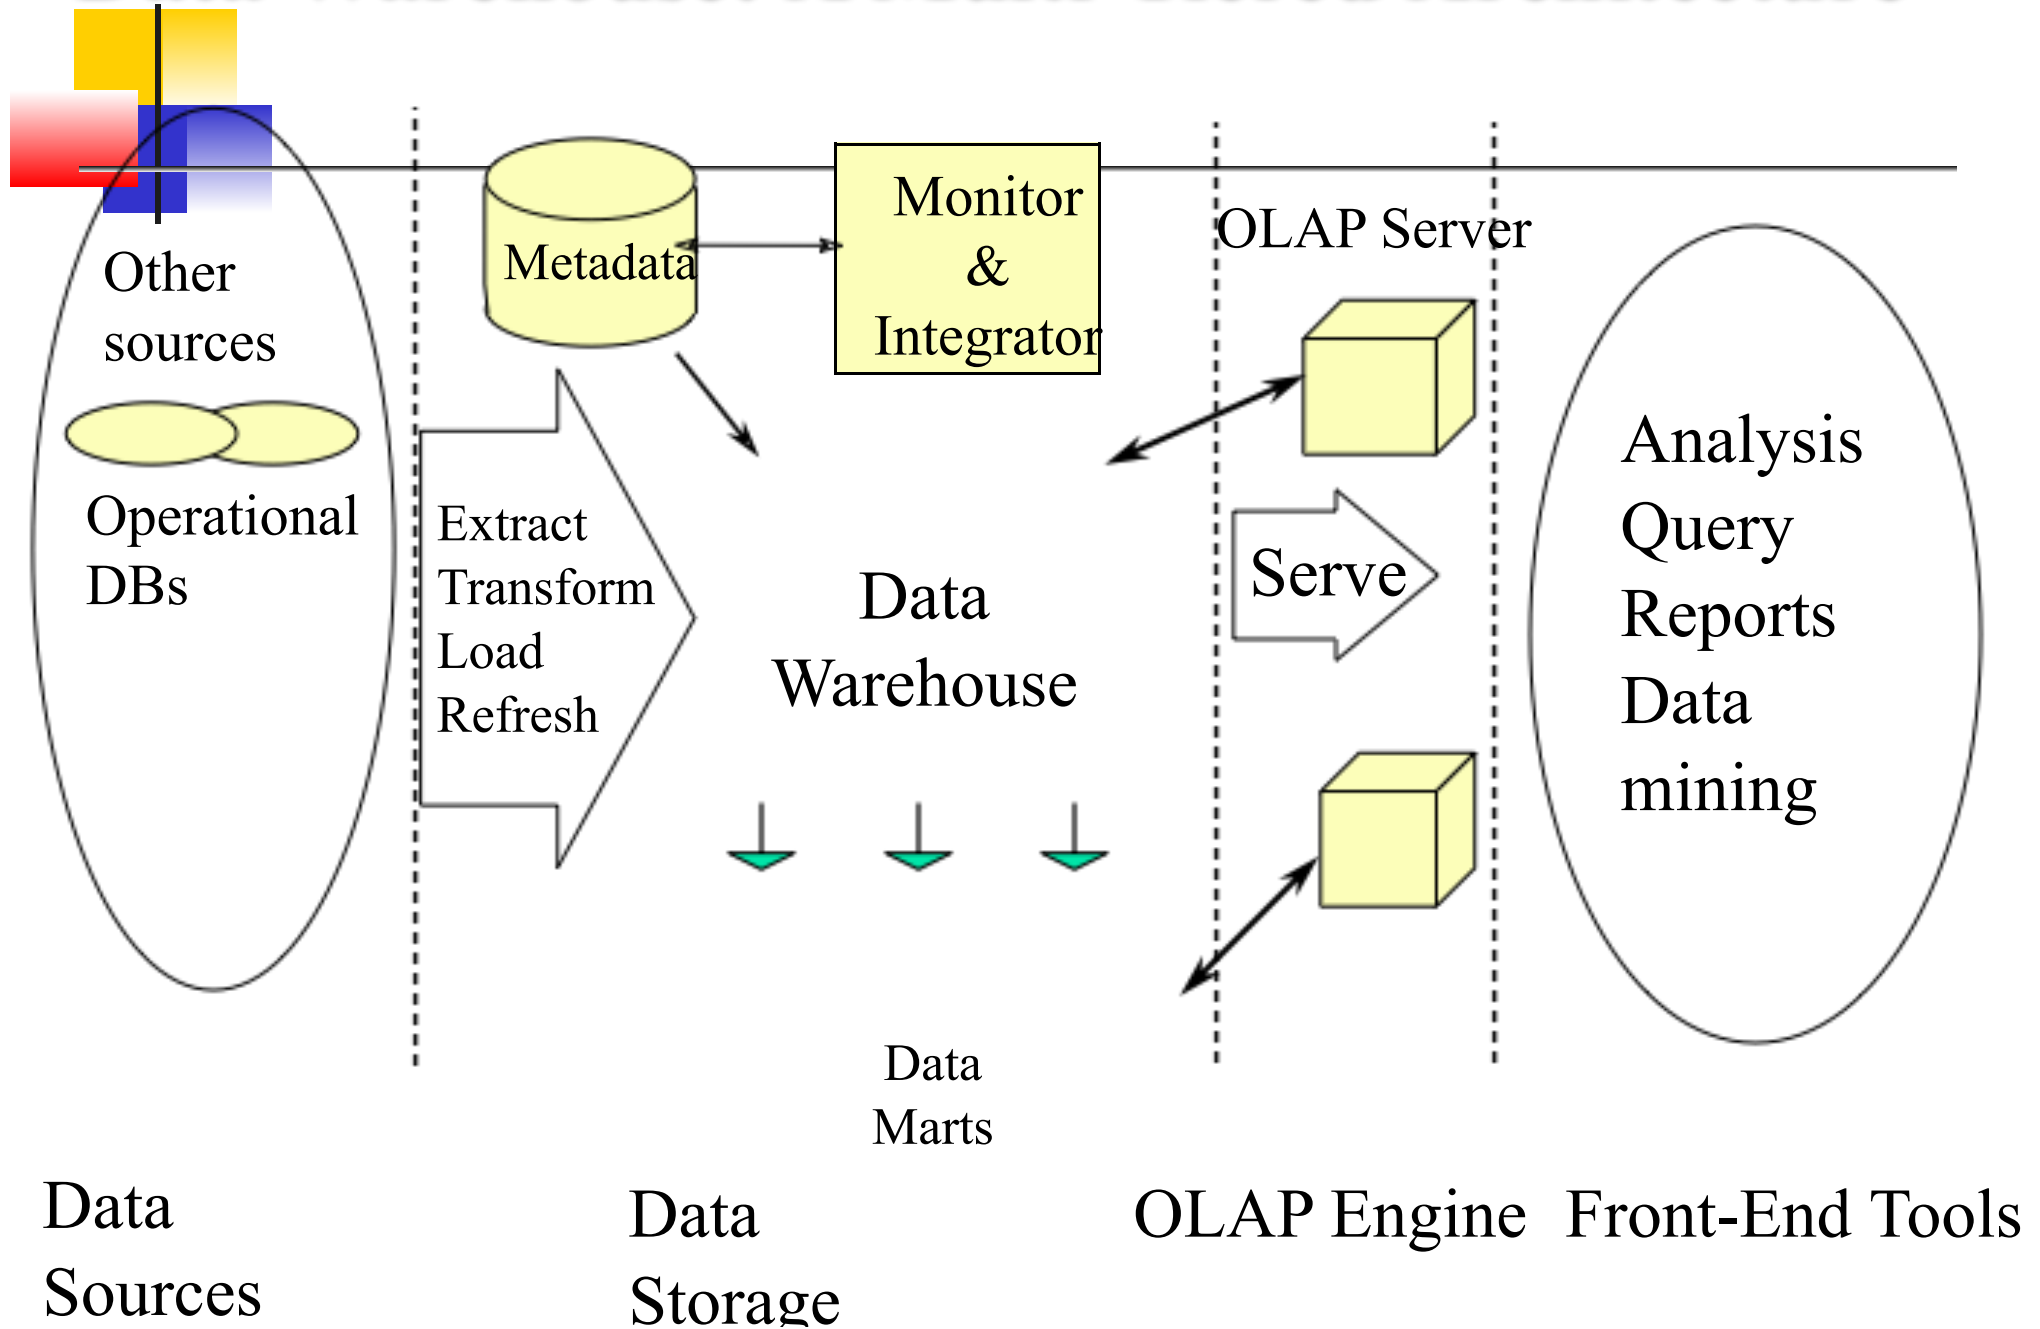 Other
sources
Operational
DBs
Metadata
Monitor
&
Integrator
OLAP Server
Extract
Transform
Load
Refresh
Data
Warehouse
Serve
Analysis
Query
Reports
Data
mining
Data
Marts
Data
Sources
Data
Storage
OLAP Engine
Front-End Tools